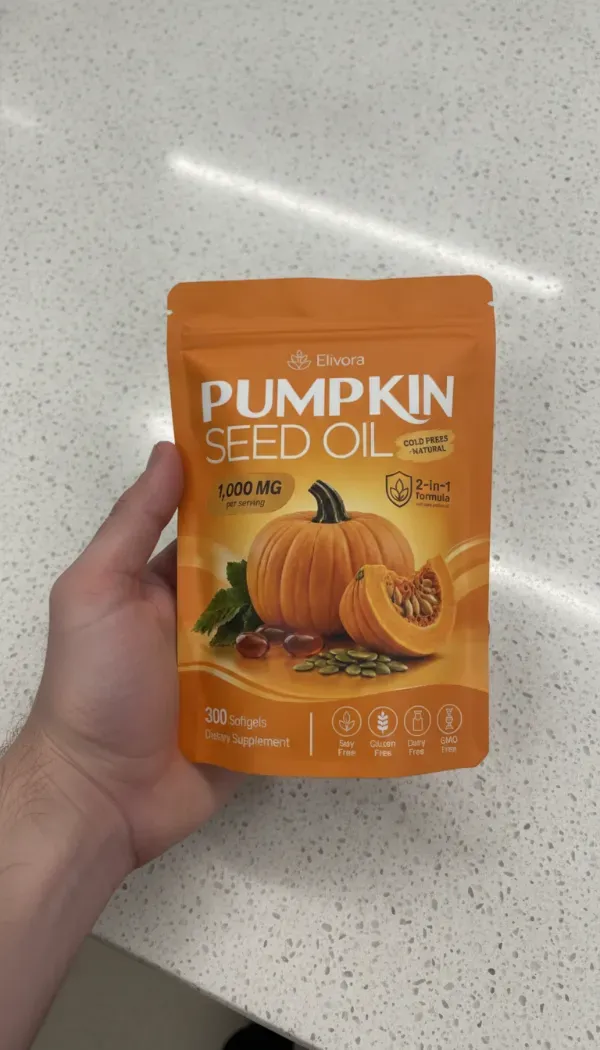 Elivora
PUMPKIN
SEED OIL
COLD PRESS
NATURAL
1,000 MG
per serving
2-in-1
formula
300 Softgels
Dietary Supplement
Soy
Free
Gluten
Free
Dairy
Free
GMO
Free